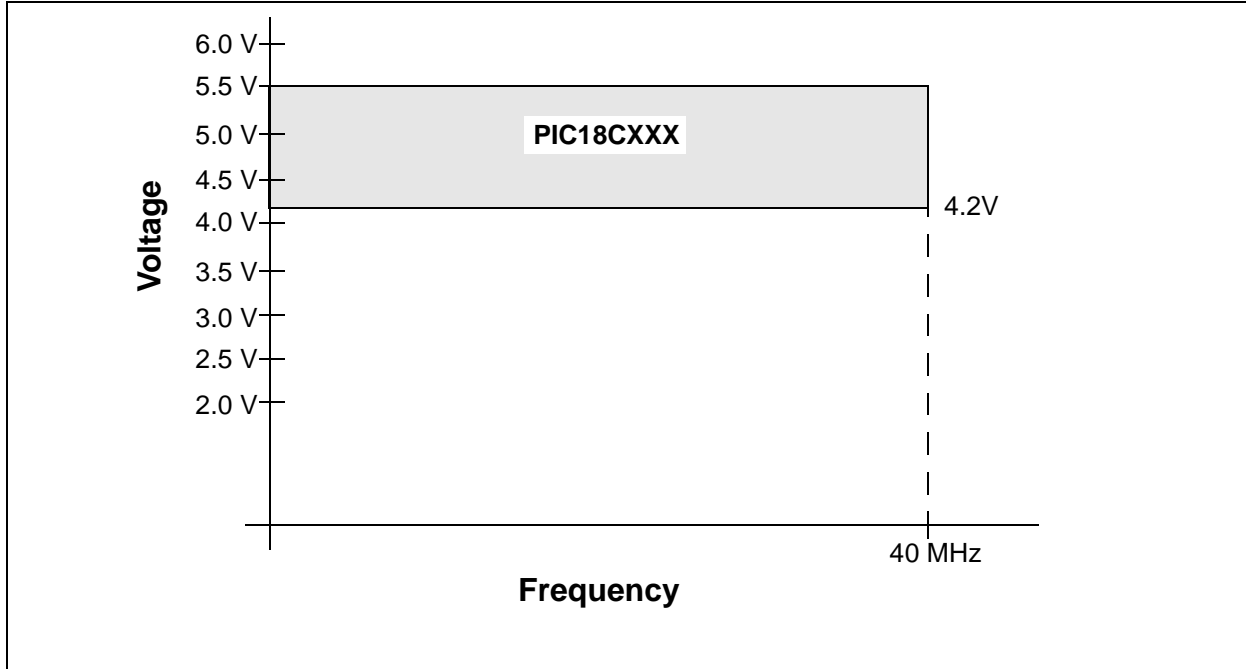 6.0 V
5.5 V
5.0 V
PIC18CXXX
4.5 V
4.2V
4.0 V
Voltage
3.5 V
3.0 V
2.5 V
2.0 V
40 MHz
Frequency